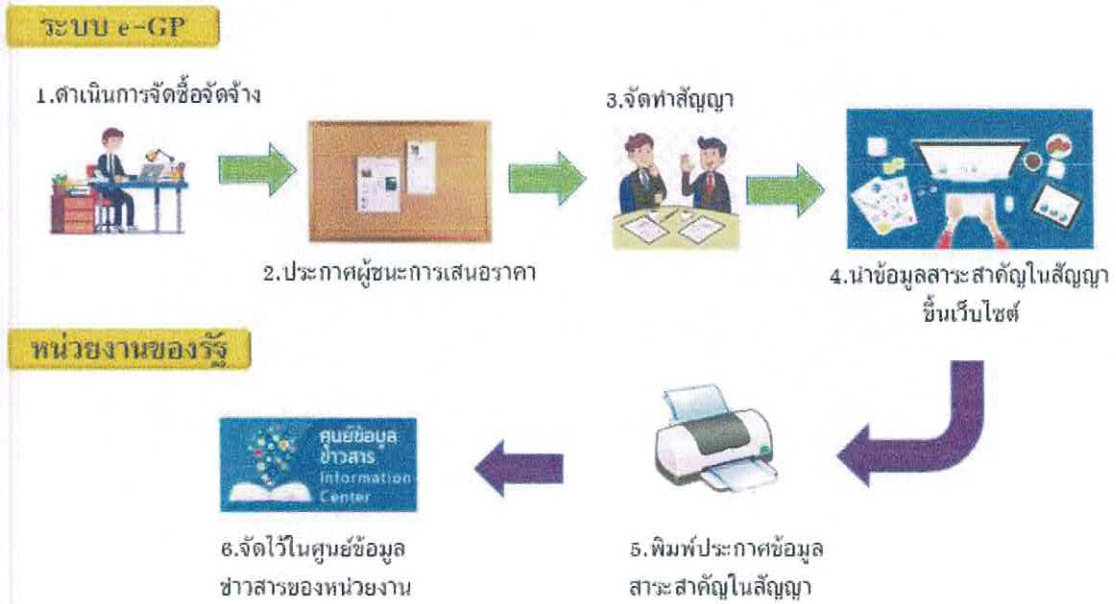 ระบบ e-GP
1.ดำเนินการจัดซื้อจัดจ้าง
2.ประกาศผู้ชนะการเสนอราคา
3.จัดทำสัญญา
4.นำข้อมูลสาระสำคัญในสัญญา
ขึ้นเว็บไซต์
หน่วยงานของรัฐ
5.พิมพ์ประกาศข้อมูล
สาระสำคัญในสัญญา
ศูนย์ข้อมูล
ข่าวสาร
Information
Center
6.จัดไว้ในศูนย์ข้อมูล
ข่าวสารของหน่วยงาน